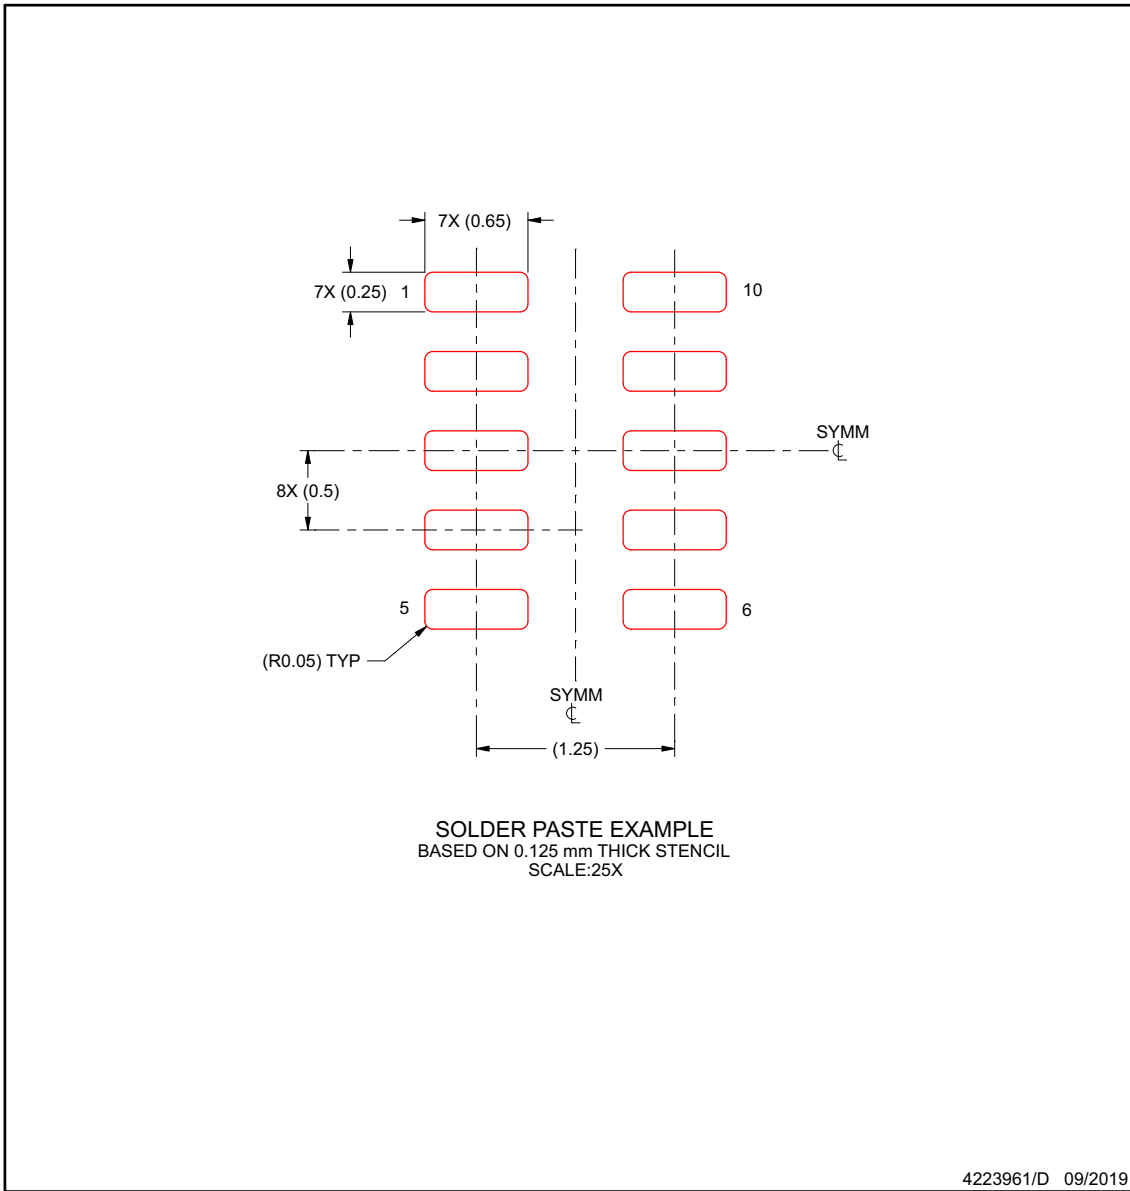 7X (0.65)
7X (0.25)
1
10
SYMM
8X (0.5)
5
6
(R0.05) TYP
SYMM
(1.25)
SOLDER PASTE EXAMPLE
BASED ON 0.125 mm THICK STENCIL
SCALE:25X
4223961/D 09/2019